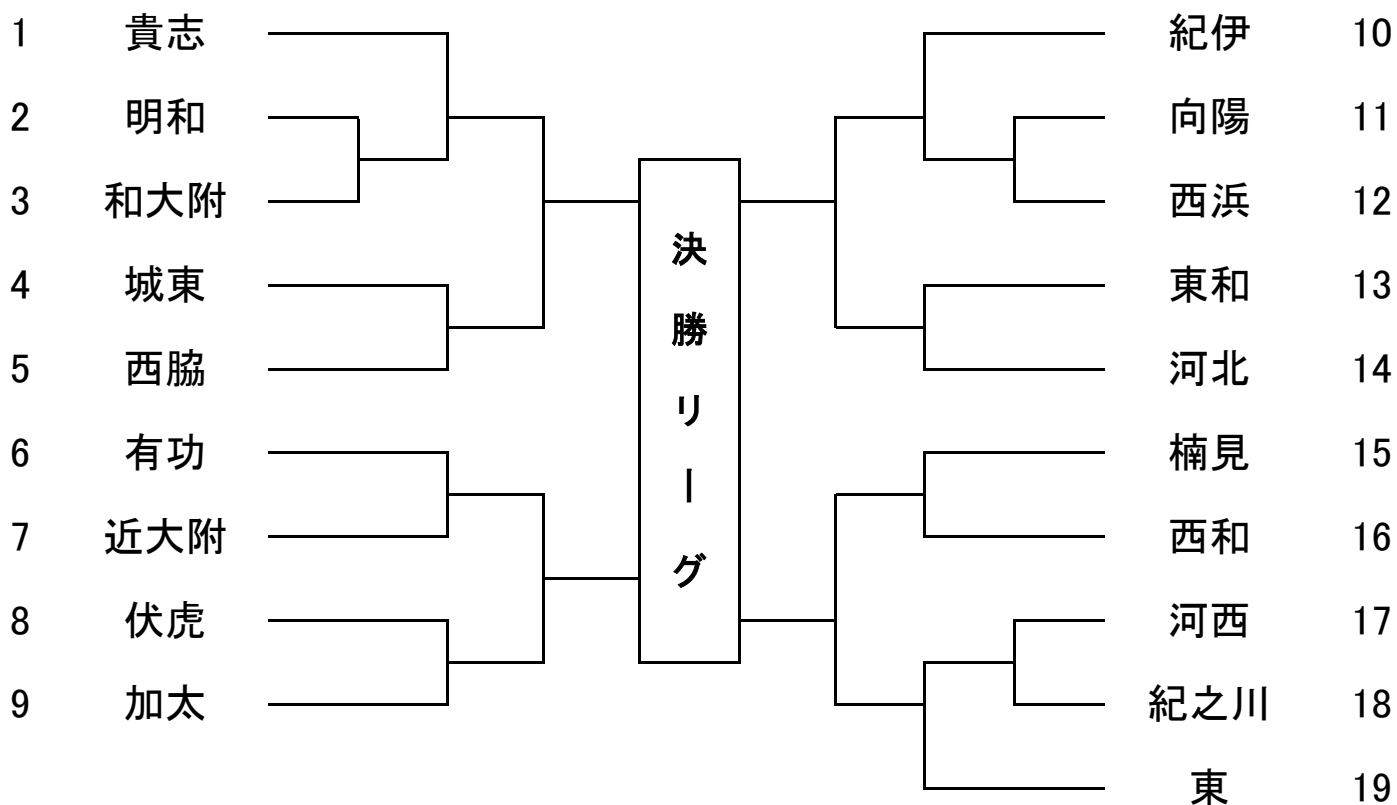 1 貴志
2 明和
3 和大附
4 城東
5 西脇
6 有功
7 近大附
8 伏虎
9 加太
決勝リーグ
紀伊 10
向陽 11
西浜 12
東和 13
河北 14
楠見 15
西和 16
河西 17
紀之川 18
東 19